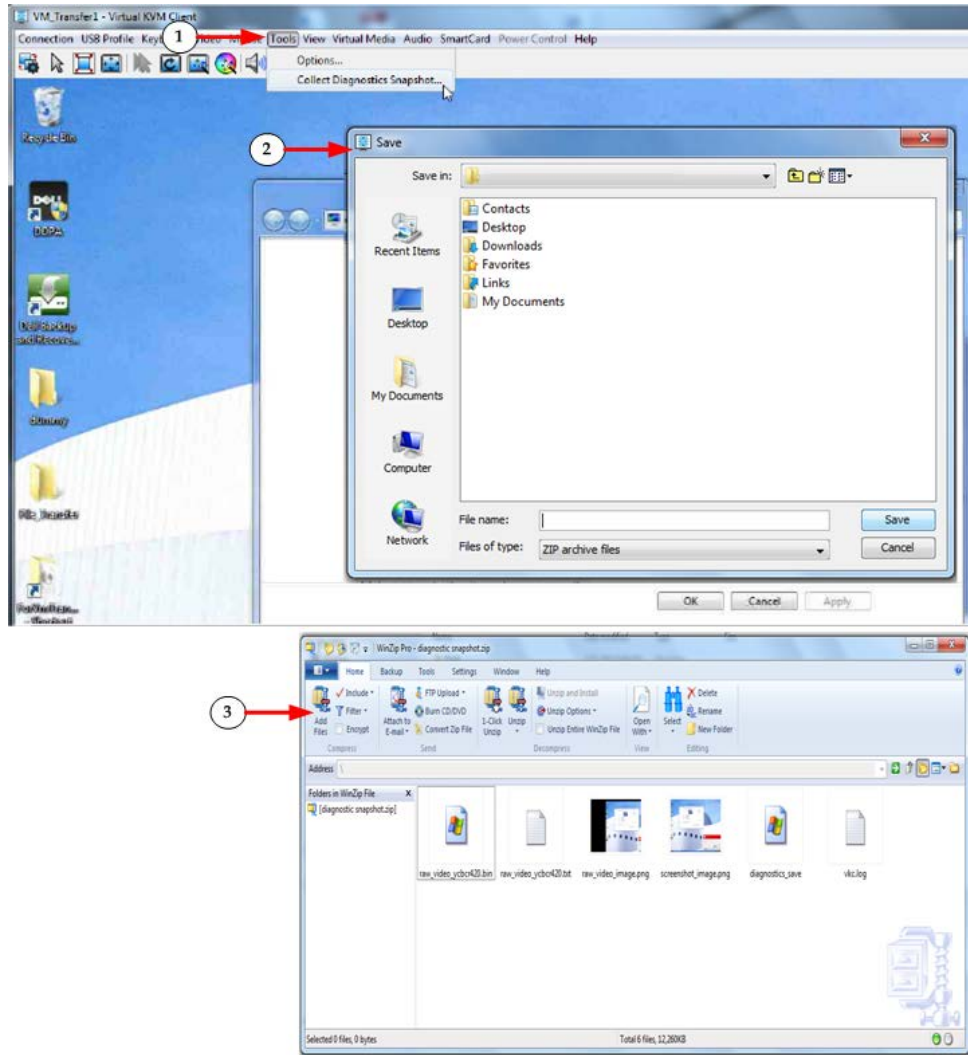 VM_Transfer1 - Virtual KVM Client
1
Connection USB Profile Tools View Virtual Media Audio SmartCard Power Control Help
Options...
Collect Diagnostics Snapshot...
Recycle Bin
2
Save
Save in:
DELL
Contacts
Desktop
Downloads
Favorites
Links
My Documents
Recent Items
Desktop
My Documents
Computer
Network
Dell Backup
and Recove...
File name:
Save
Files of type:
ZIP archive files
Cancel
OK
Cancel
Apply
3
WinZip Pro - diagnostic snapshot.zip
Home Backup Tools Settings Window Help
Add Files
Include
Filter
Encrypt
Attach to E-mail
FTP Upload
Burn CD/DVD
Convert Zip File
1-Click Unzip
Unzip
Unzip and Install
Unzip Options
Unzip Entire WinZip File
Open With
Select
Delete
Rename
New Folder
Compress
Send
Decompress
View
Editing
Address \
Folders in WinZip File X
[diagnostic snapshot.zip]
raw_video_ycbcr420.bin
raw_video_ycbcr420.txt
raw_video_image.png
screenshot_image.png
diagnostics_save
vkc.log
Selected 0 files, 0 bytes
Total 6 files, 12,260KB